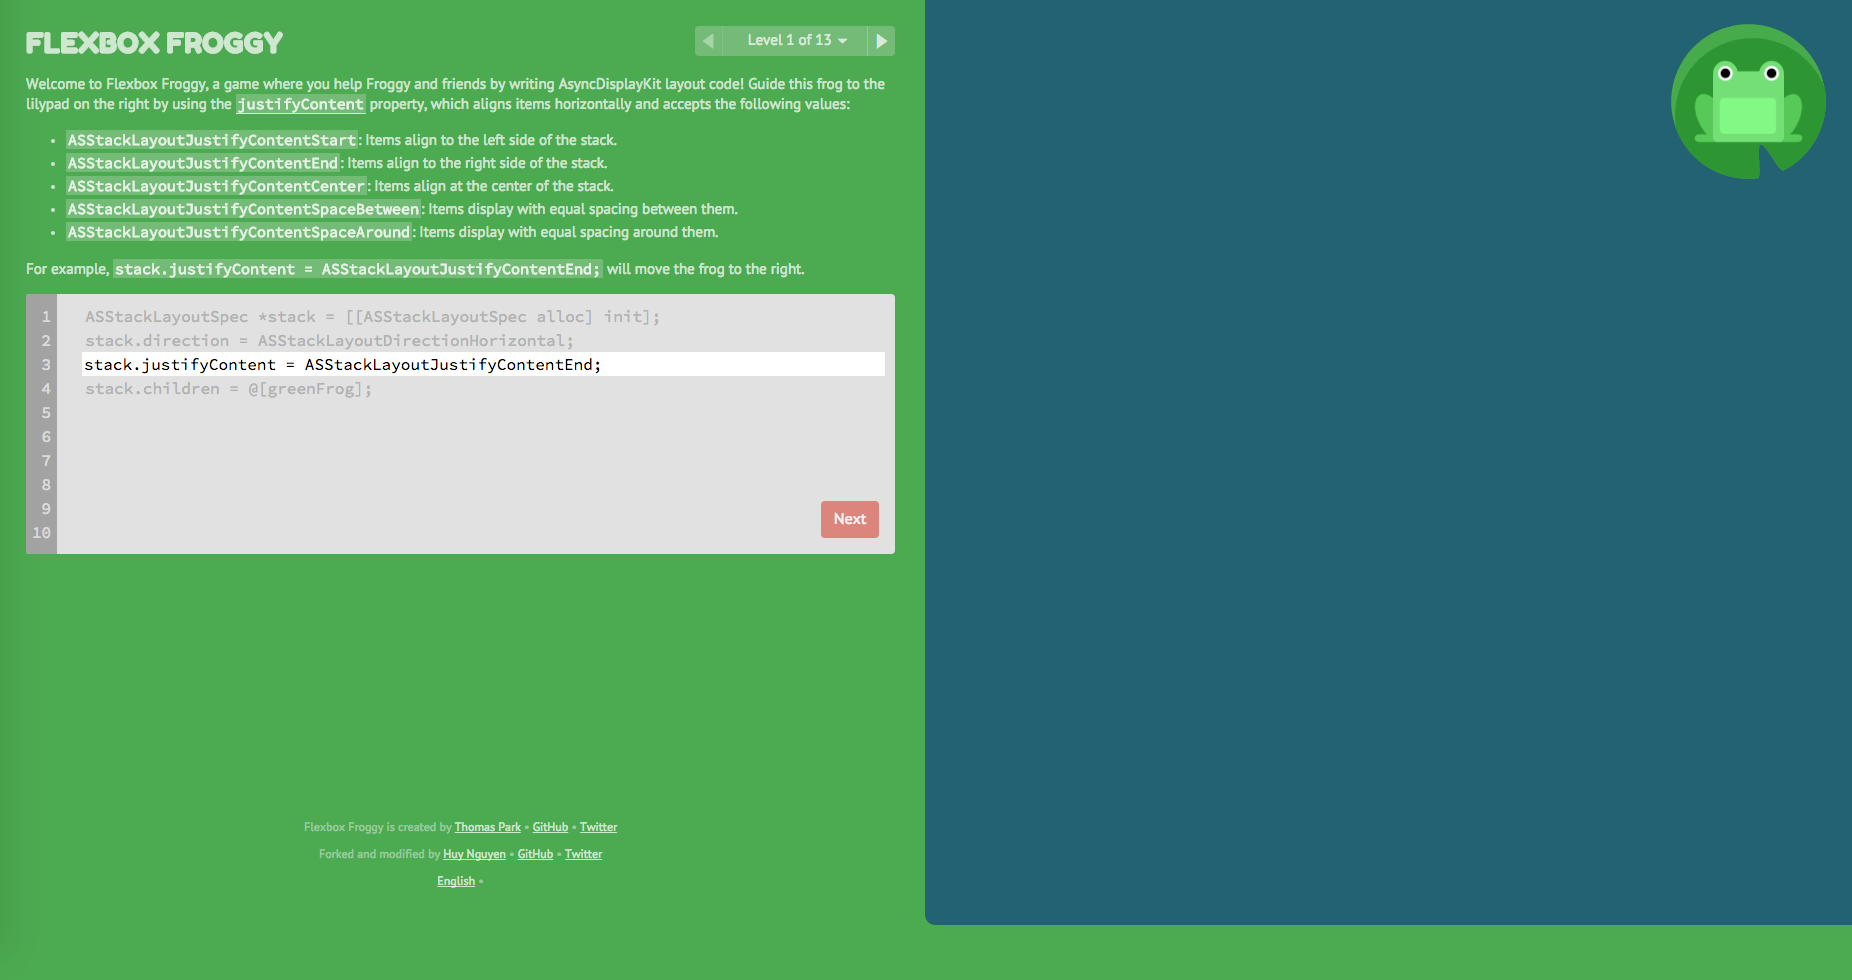 FLEXBOX FROGGY
Level 1 of 13
Welcome to Flexbox Froggy, a game where you help Froggy and friends by writing AsyncDisplayKit layout code! Guide this frog to the
lilypad on the right by using the justifyContent property, which aligns items horizontally and accepts the following values:
• ASStackLayoutJustifyContentStart: Items align to the left side of the stack.
• ASStackLayoutJustifyContentEnd: Items align to the right side of the stack.
• ASStackLayoutJustifyContentCenter: Items align at the center of the stack.
• ASStackLayoutJustifyContentSpaceBetween: Items display with equal spacing between them.
• ASStackLayoutJustifyContentSpaceAround: Items display with equal spacing around them.
For example, stack.justifyContent = ASStackLayoutJustifyContentEnd; will move the frog to the right.
1 ASStackLayoutSpec *stack = [[ASStackLayoutSpec alloc] init];
2 stack.direction = ASStackLayoutDirectionHorizontal;
3 stack.justifyContent = ASStackLayoutJustifyContentEnd;
4 stack.children = @[greenFrog];
5
6
7
8
9
10
Next
Flexbox Froggy is created by Thomas Park • GitHub • Twitter
Forked and modified by Huy Nguyen • GitHub • Twitter
English •